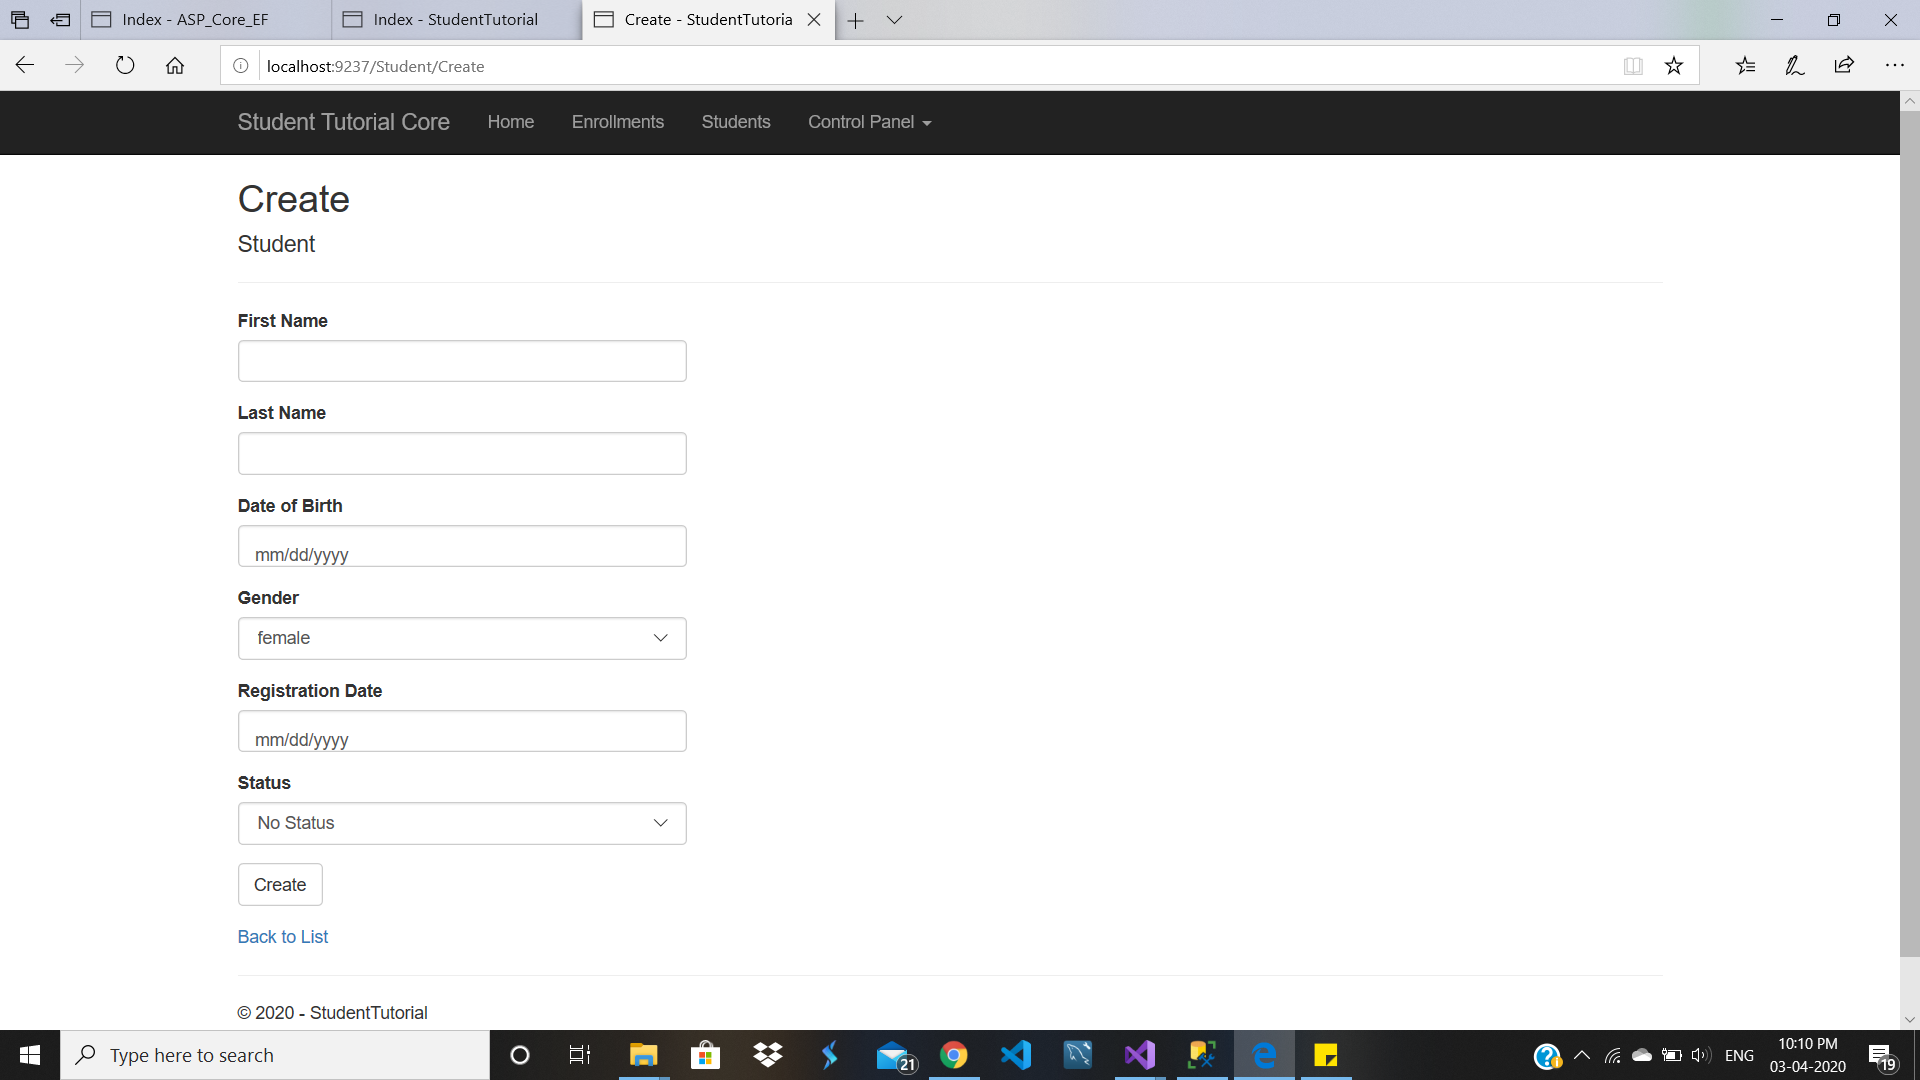 Index - ASP_Core_EF
Index - StudentTutorial
Create - StudentTutoria
localhost:9237/Student/Create
Student Tutorial Core
Home
Enrollments
Students
Control Panel
Create
Student
First Name
Last Name
Date of Birth
mm/dd/yyyy
Gender
female
Registration Date
mm/dd/yyyy
Status
No Status
Create
Back to List
© 2020 - StudentTutorial
Type here to search
21
ENG
10:10 PM
03-04-2020
19